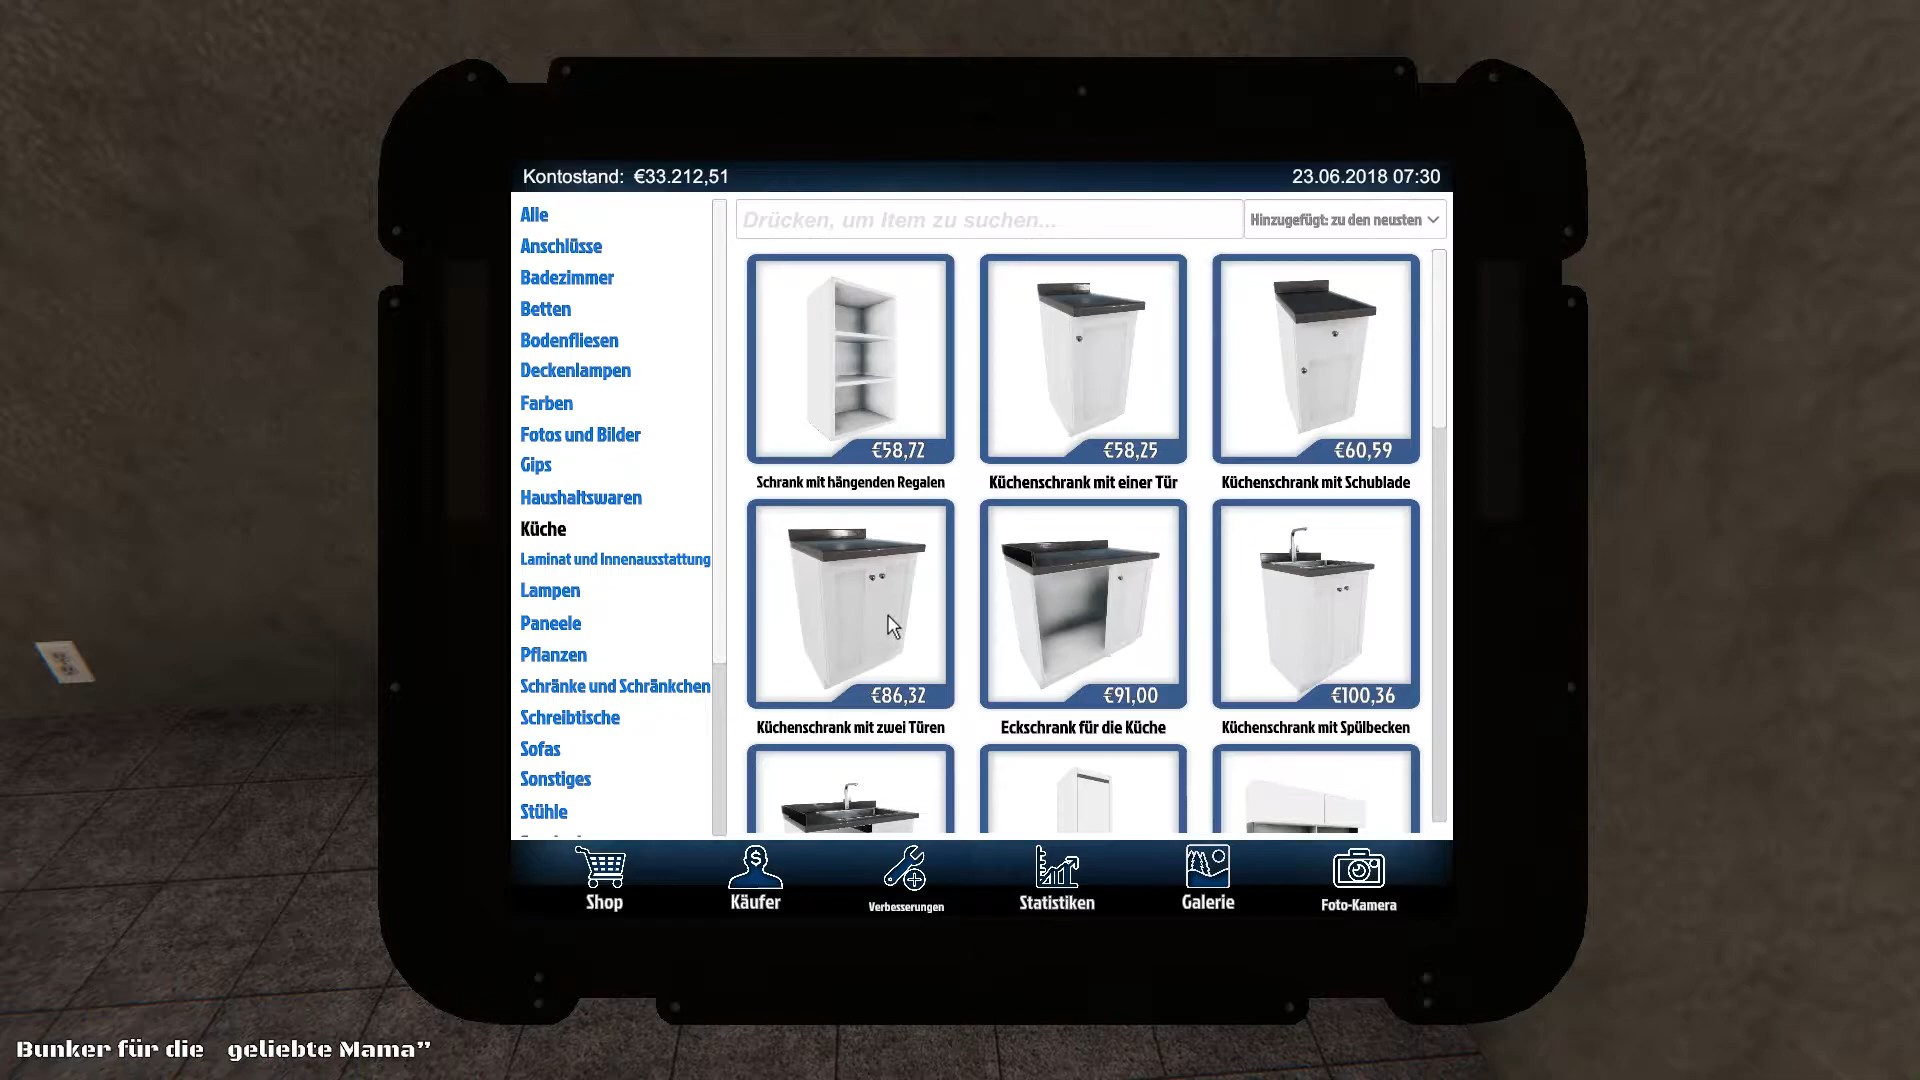 Kontostand: €33.212,51
23.06.2018 07:30
Alle
Anschlüsse
Badezimmer
Betten
Bodenfliesen
Deckenlampen
Farben
Fotos und Bilder
Gips
Haushaltswaren
Küche
Laminat und Innenausstattung
Lampen
Paneele
Pflanzen
Schränke und Schränkchen
Schreibtische
Sofas
Sonstiges
Stühle
Drücken, um Item zu suchen...
Hinzugefügt: zu den neusten
€58,72
€58,25
€60,59
Schrank mit hängenden Regalen
Küchenschrank mit einer Tür
Küchenschrank mit Schublade
€86,32
€91,00
€100,36
Küchenschrank mit zwei Türen
Eckschrank für die Küche
Küchenschrank mit Spülbecken
Shop
Käufer
Verbesserungen
Statistiken
Galerie
Foto-Kamera
Bunker für die geliebte Mama”